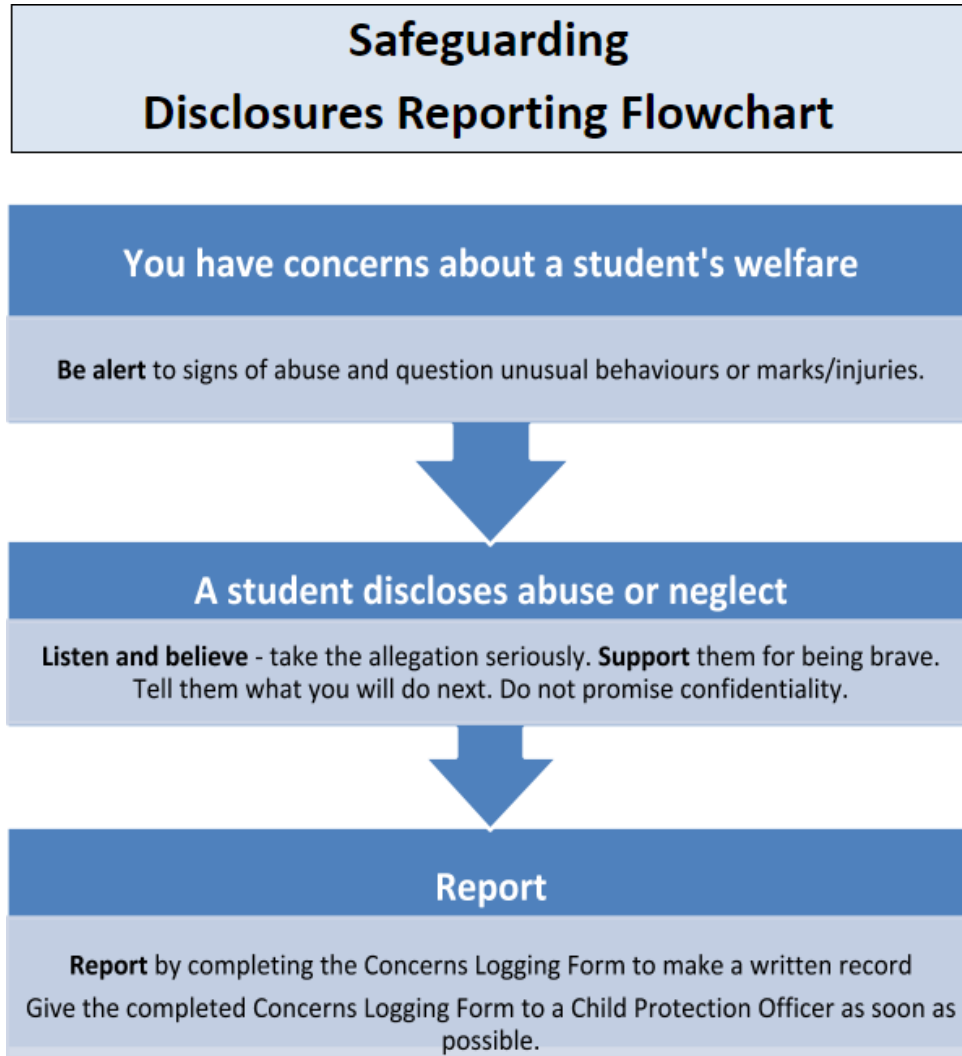 Safeguarding
Disclosures Reporting Flowchart
You have concerns about a student's welfare
Be alert to signs of abuse and question unusual behaviours or marks/injuries.
A student discloses abuse or neglect
Listen and believe - take the allegation seriously. Support them for being brave.
Tell them what you will do next. Do not promise confidentiality.
Report
Report by completing the Concerns Logging Form to make a written record
Give the completed Concerns Logging Form to a Child Protection Officer as soon as
possible.